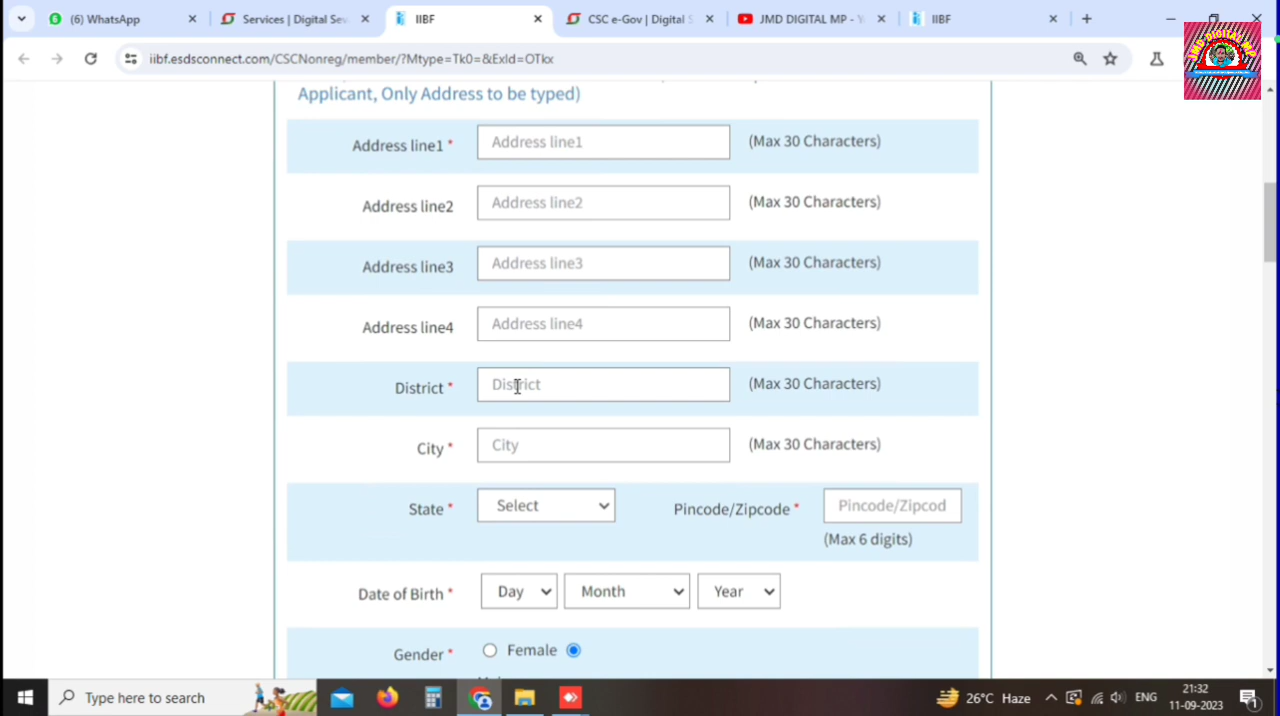 (6) WhatsApp
Services | Digital Sev
IIBF
CSC e-Gov | Digital S
JMD DIGITAL MP - Y
IIBF
iibf.esdsconnect.com/CSCNonreg/member/?Mtype=Tk0=&ExId=OTkx
JMD DIGITAL MP
Applicant, Only Address to be typed)
Address line1 * Address line1 (Max 30 Characters)
Address line2 Address line2 (Max 30 Characters)
Address line3 Address line3 (Max 30 Characters)
Address line4 Address line4 (Max 30 Characters)
District * District (Max 30 Characters)
City * City (Max 30 Characters)
State * Select Pincode/Zipcode * Pincode/Zipcod
(Max 6 digits)
Date of Birth * Day Month Year
Gender * Female
Type here to search
26°C Haze
ENG
21:32
11-09-2023
1